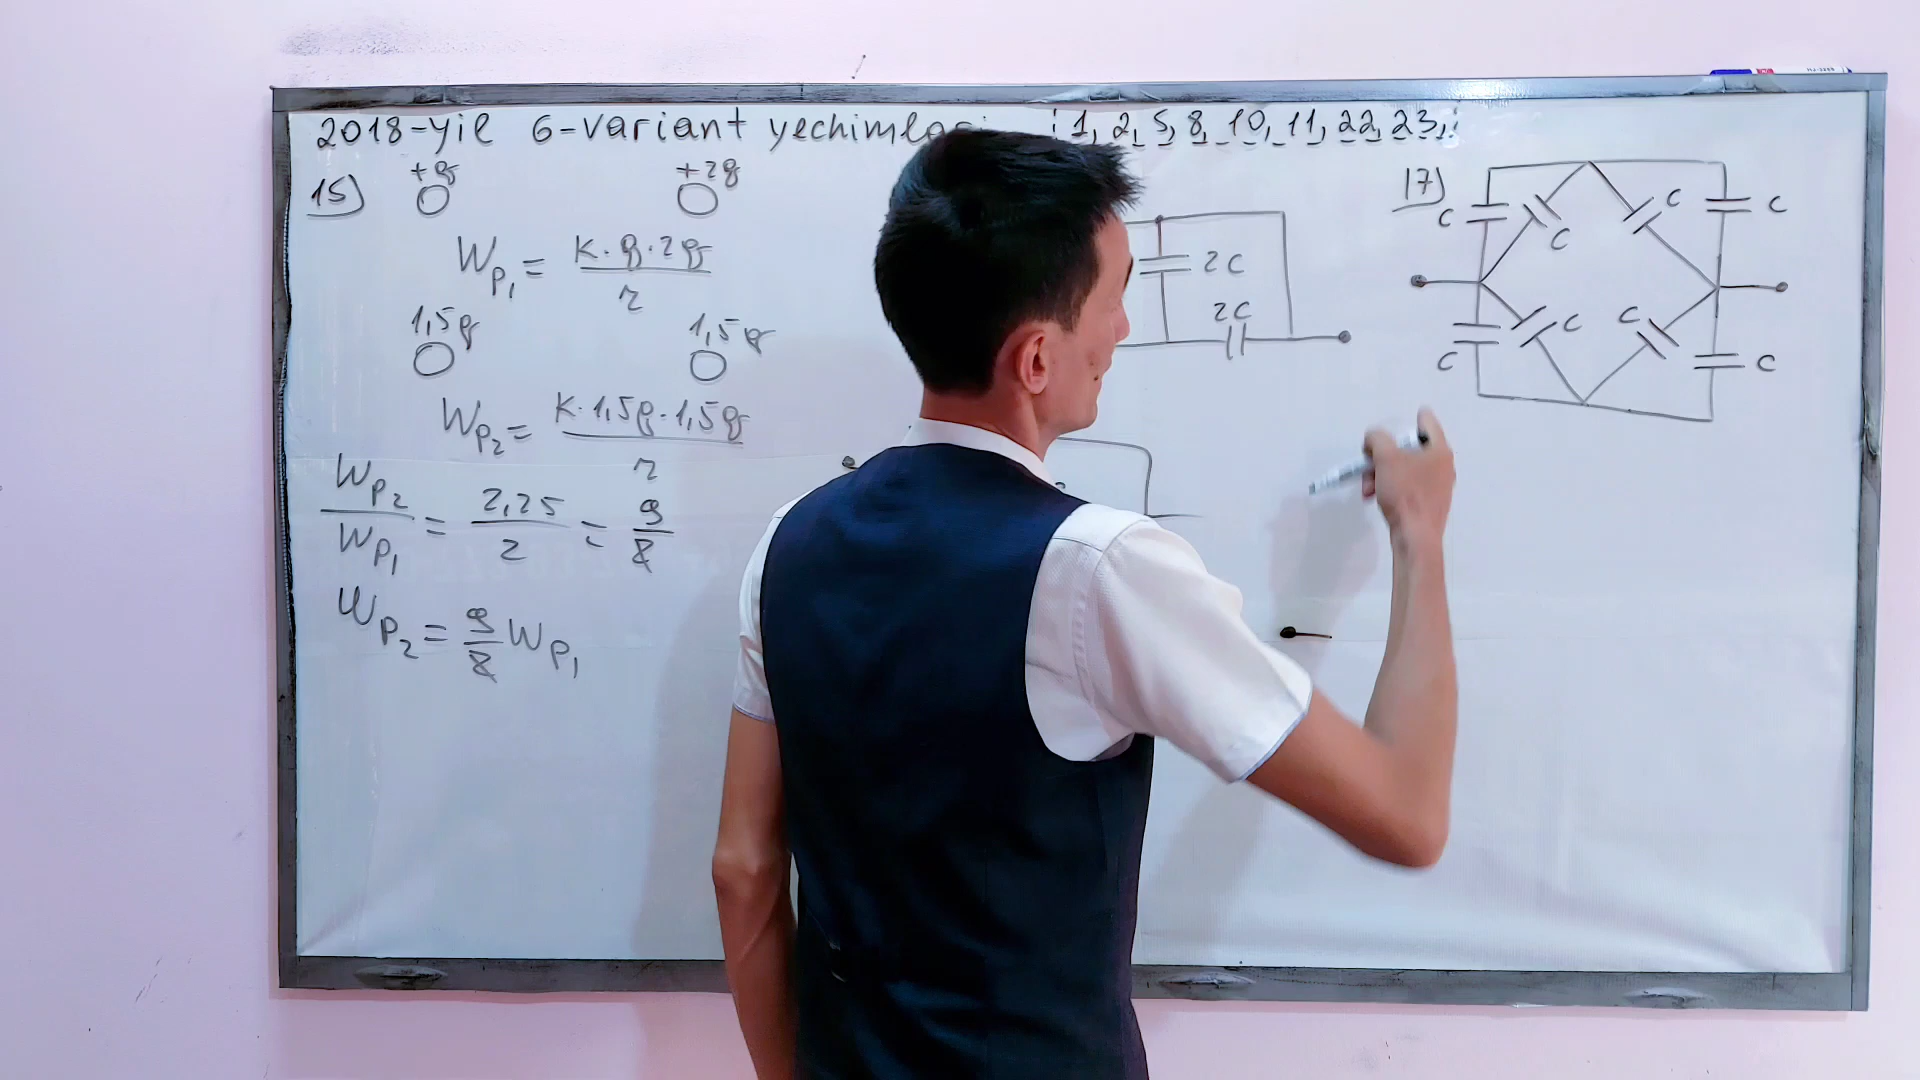 2018-yil 6-variant yechimla : 1, 2, 5, 8, 10, 11, 22, 23,
15) +q +2q
Wp₁ = K·q·2q / r
1,5q 1,5q
Wp₂ = K·1,5q·1,5q / r
Wp₂ / Wp₁ = 2,25 / 2 = 9 / 8
Wp₂ = 9/8 Wp₁
2C
2C
17) C C C C
C C C C